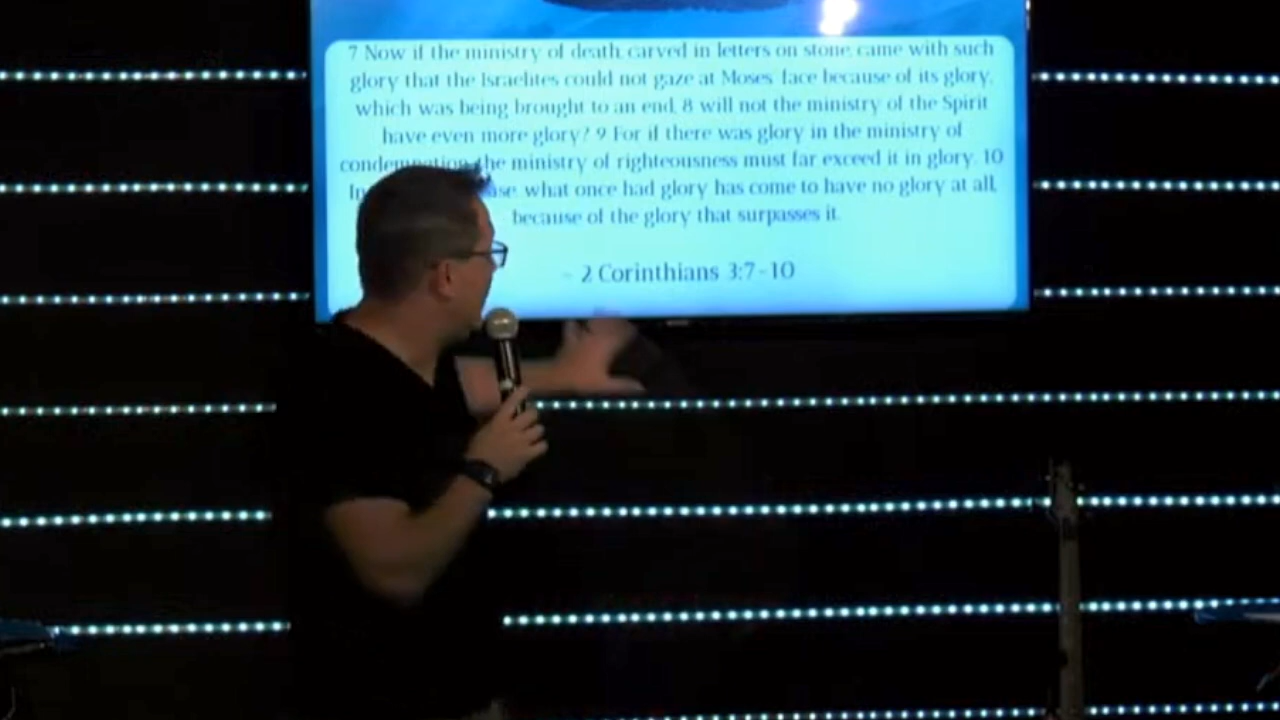 7 Now if the ministry of death, carved in letters on stone, came with such
glory that the Israelites could not gaze at Moses' face because of its glory,
which was being brought to an end, 8 will not the ministry of the Spirit
have even more glory? 9 For if there was glory in the ministry of
condemnation, the ministry of righteousness must far exceed it in glory. 10
what once had glory has come to have no glory at all,
because of the glory that surpasses it.
- 2 Corinthians 3:7-10